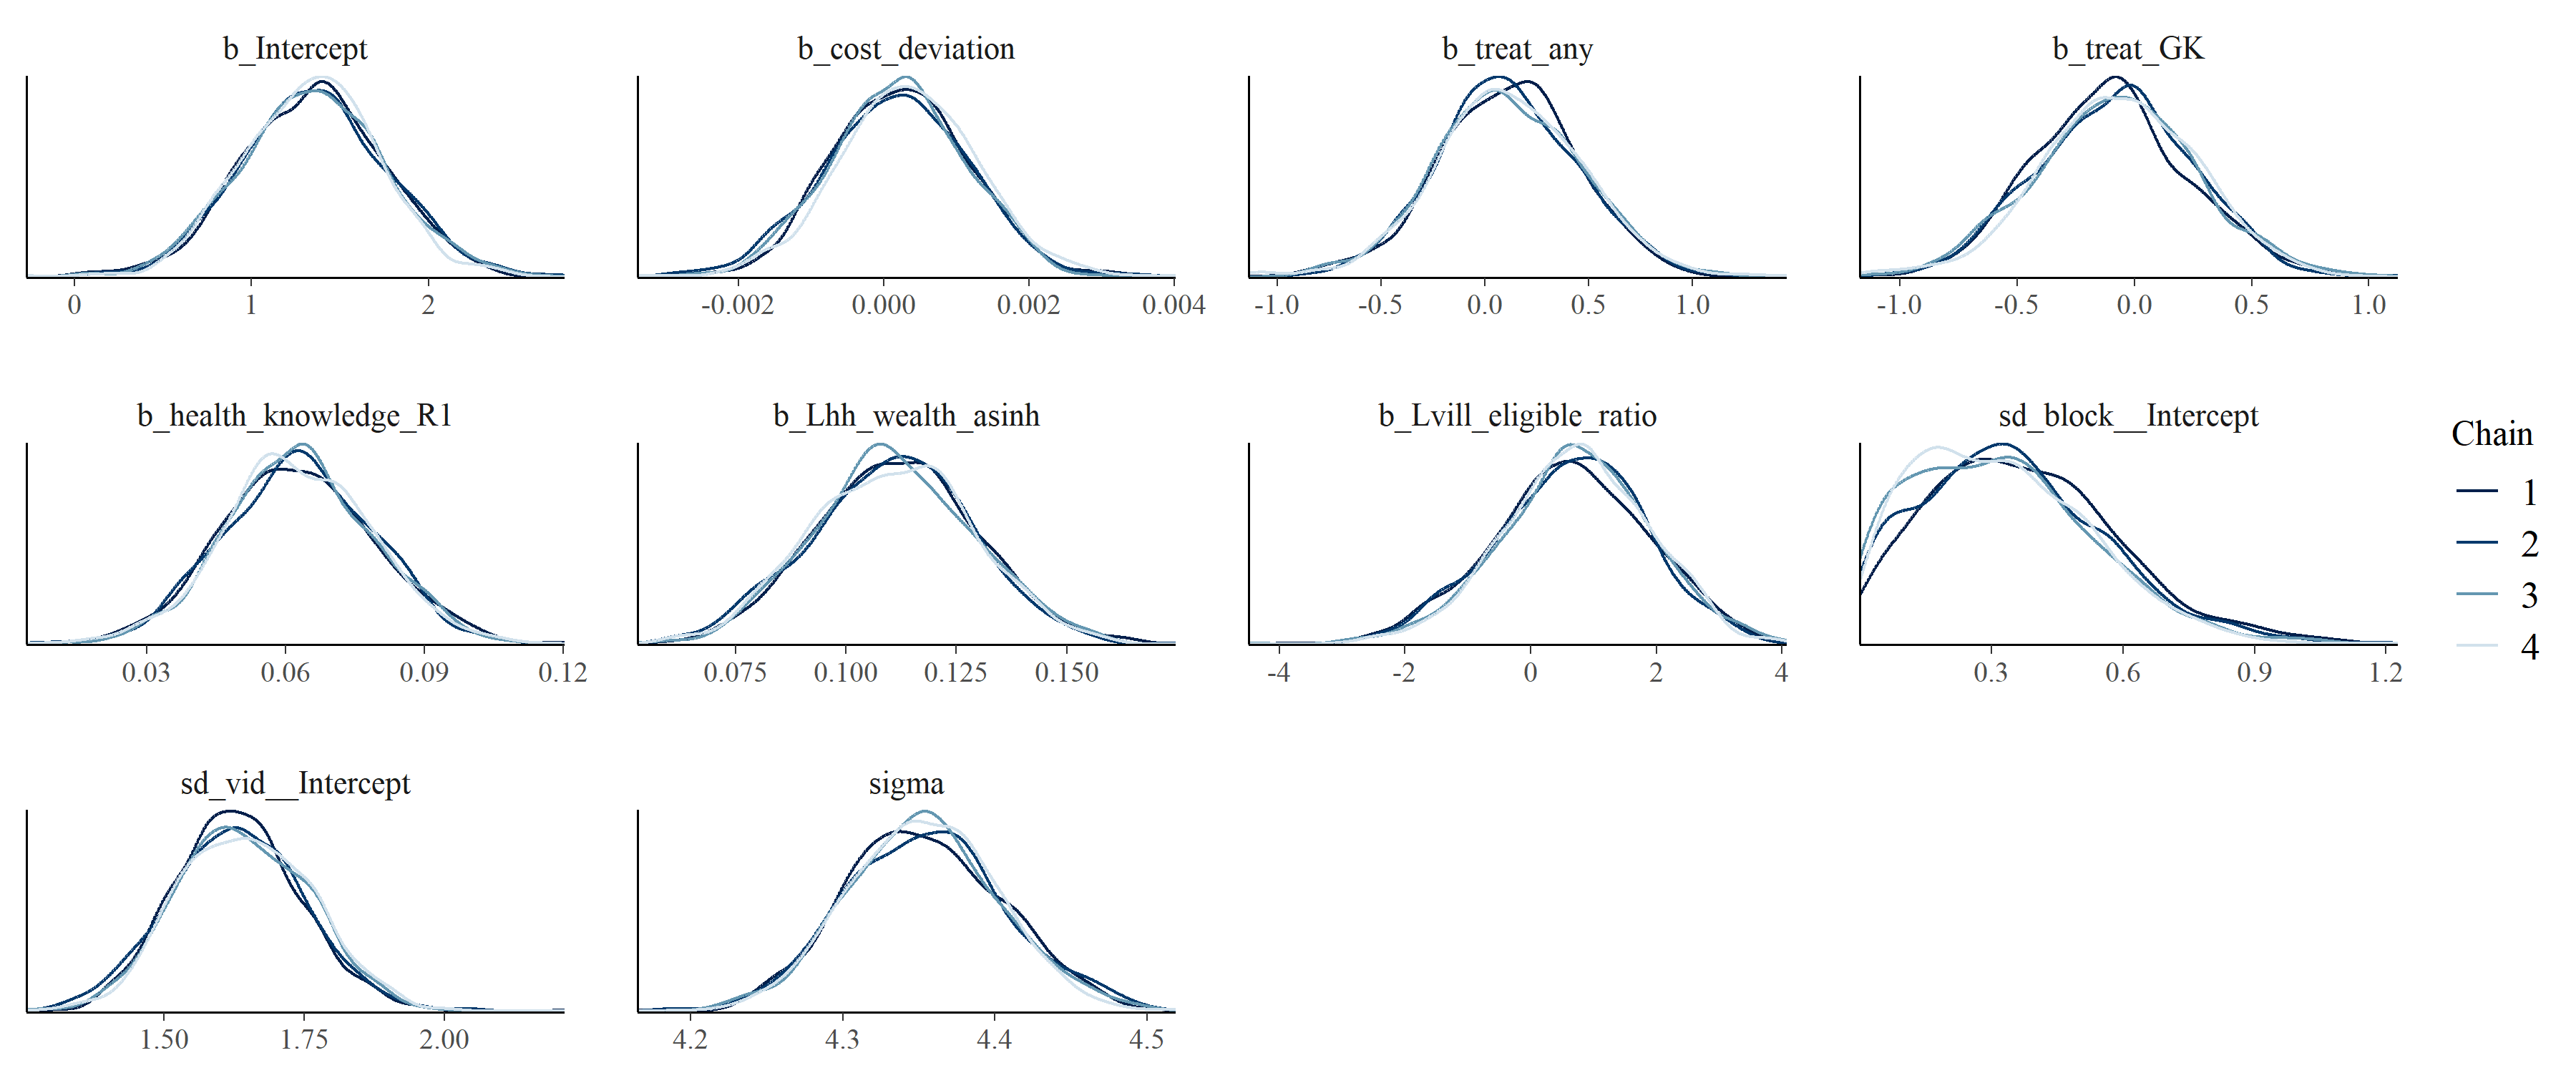 b_Intercept
b_cost_deviation
b_treat_any
b_treat_GK
0 1 2
-0.002 0.000 0.002 0.004
-1.0 -0.5 0.0 0.5 1.0
-1.0 -0.5 0.0 0.5 1.0
b_health_knowledge_R1
b_Lhh_wealth_asinh
b_Lvill_eligible_ratio
sd_block__Intercept
0.03 0.06 0.09 0.12
0.075 0.100 0.125 0.150
-4 -2 0 2 4
0.3 0.6 0.9 1.2
Chain
1
2
3
4
sd_vid__Intercept
sigma
1.50 1.75 2.00
4.2 4.3 4.4 4.5